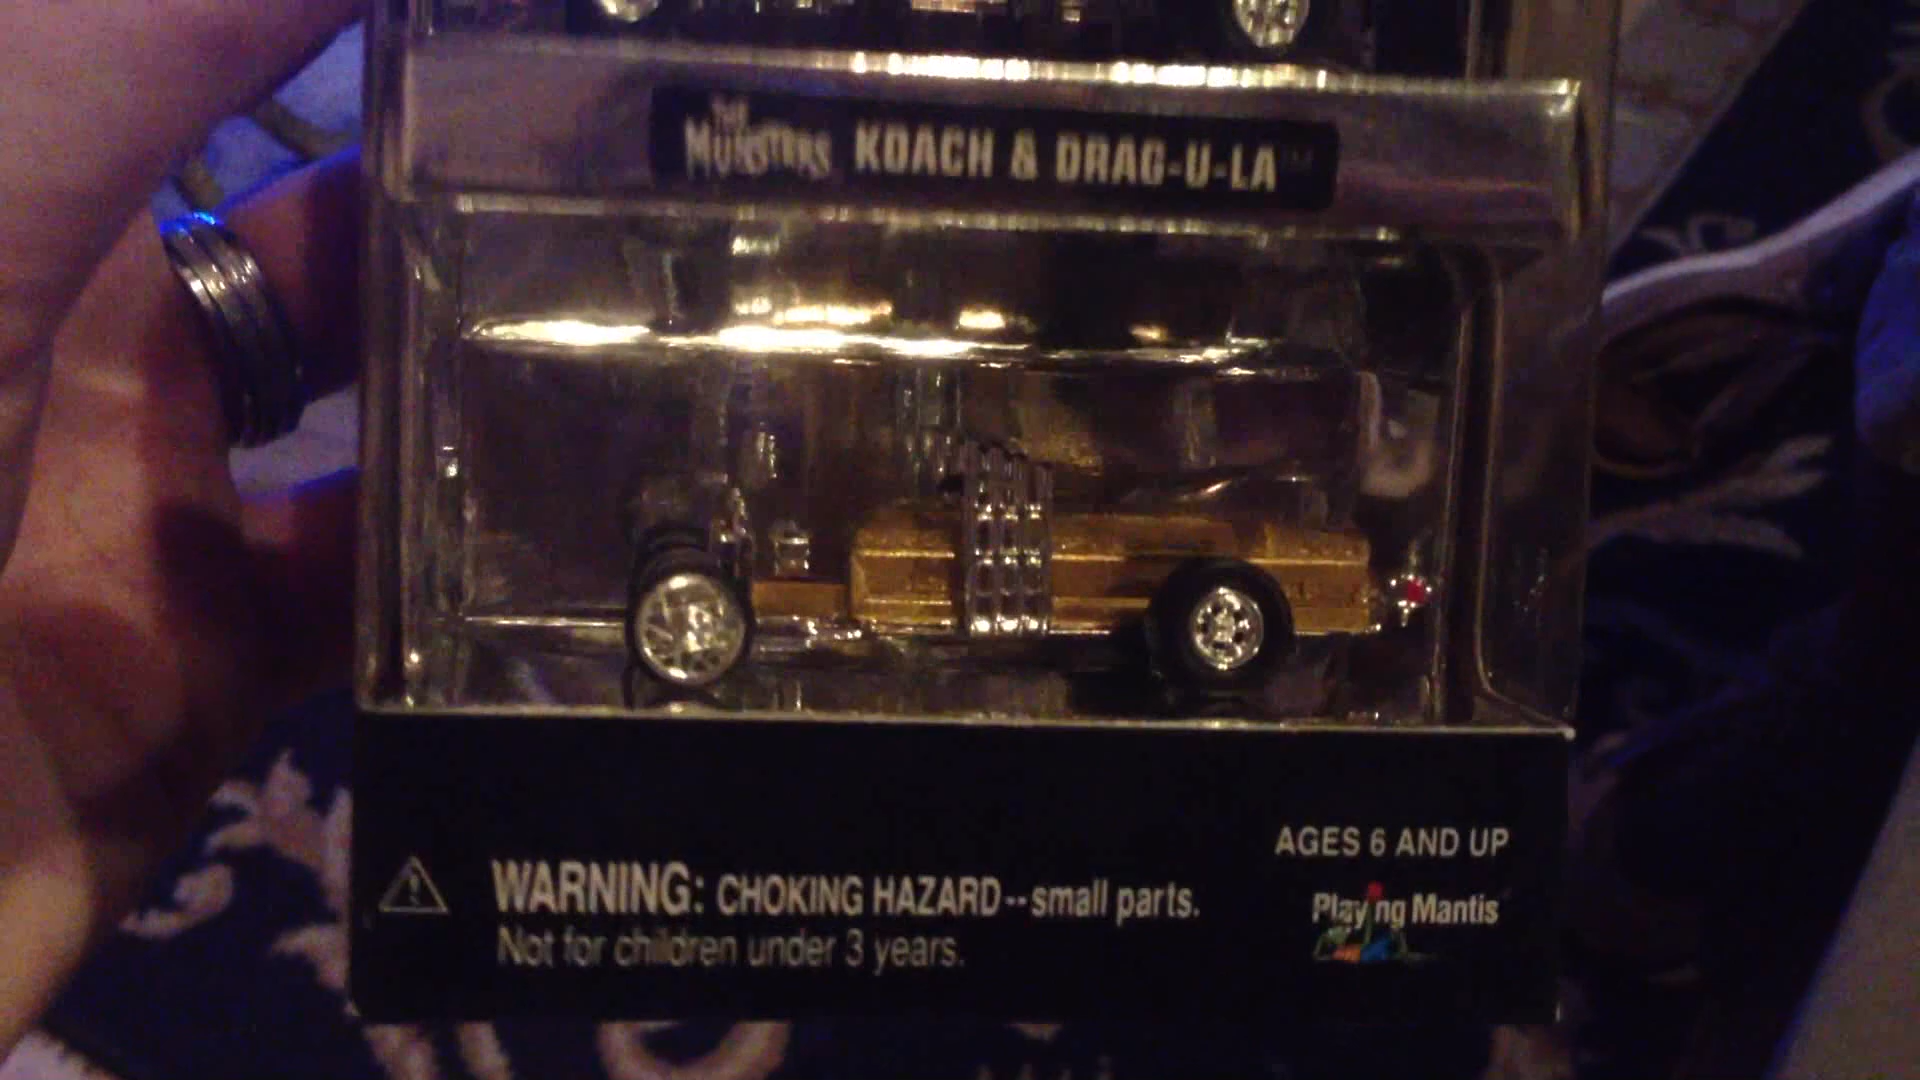 THE
MUNSTERS KOACH & DRAG-U-LA™
AGES 6 AND UP
WARNING: CHOKING HAZARD--small parts.
Not for children under 3 years.
Playing Mantis